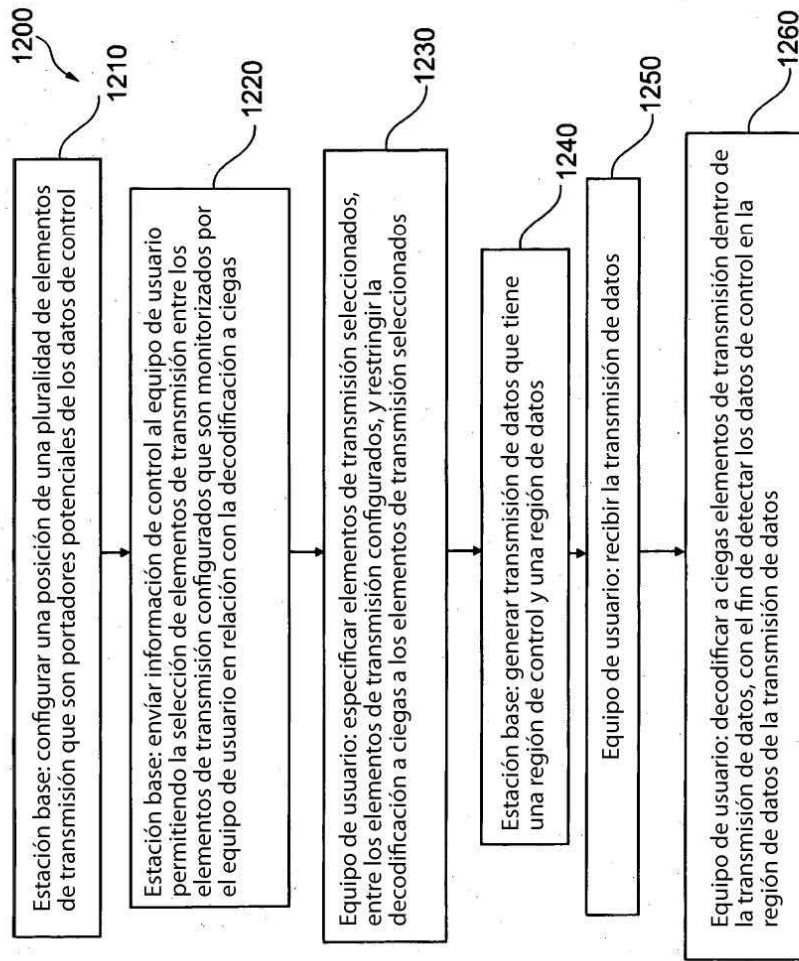 1200
1210
Estación base: configurar una posición de una pluralidad de elementos
de transmisión que son portadores potenciales de los datos de control
1220
Estación base: envíar información de control al equipo de usuario
permitiendo la selección de elementos de transmisión entre los
elementos de transmisión configurados que son monitorizados por
el equipo de usuario en relación con la decodificación a ciegas
1230
Equipo de usuario: especificar elementos de transmisión seleccionados,
entre los elementos de transmisión configurados, y restringir la
decodificación a ciegas a los elementos de transmisión seleccionados
1240
Estación base: generar transmisión de datos que tiene
una región de control y una región de datos
1250
Equipo de usuario: recibir la transmisión de datos
1260
Equipo de usuario: decodificar a ciegas elementos de transmisión dentro de
la transmisión de datos, con el fin de detectar los datos de control en la
región de datos de la transmisión de datos